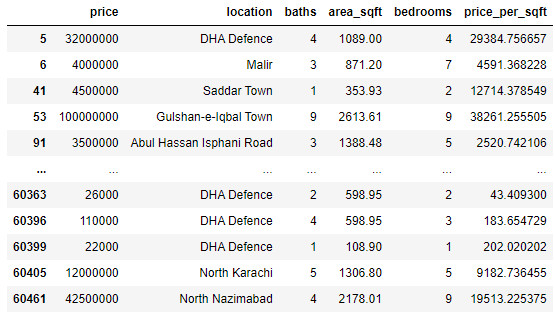 price location baths area_sqft bedrooms price_per_sqft
5 32000000 DHA Defence 4 1089.00 4 29384.756657
6 4000000 Malir 3 871.20 7 4591.368228
41 4500000 Saddar Town 1 353.93 2 12714.378549
53 100000000 Gulshan-e-Iqbal Town 9 2613.61 9 38261.255505
91 3500000 Abul Hassan Isphani Road 3 1388.48 5 2520.742106
... ... ... ... ... ... ...
60363 26000 DHA Defence 2 598.95 2 43.409300
60396 110000 DHA Defence 4 598.95 3 183.654729
60399 22000 DHA Defence 1 108.90 1 202.020202
60405 12000000 North Karachi 5 1306.80 5 9182.736455
60461 42500000 North Nazimabad 4 2178.01 9 19513.225375